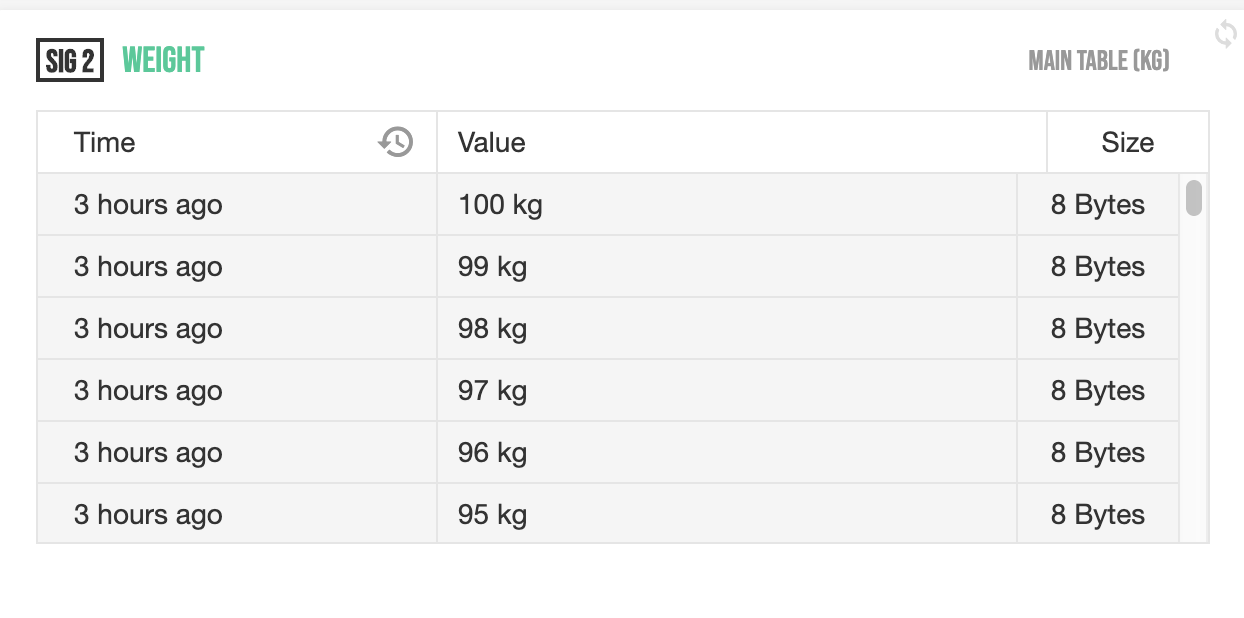 SIG 2 WEIGHT MAIN TABLE (KG)
Time Value Size
3 hours ago 100 kg 8 Bytes
3 hours ago 99 kg 8 Bytes
3 hours ago 98 kg 8 Bytes
3 hours ago 97 kg 8 Bytes
3 hours ago 96 kg 8 Bytes
3 hours ago 95 kg 8 Bytes